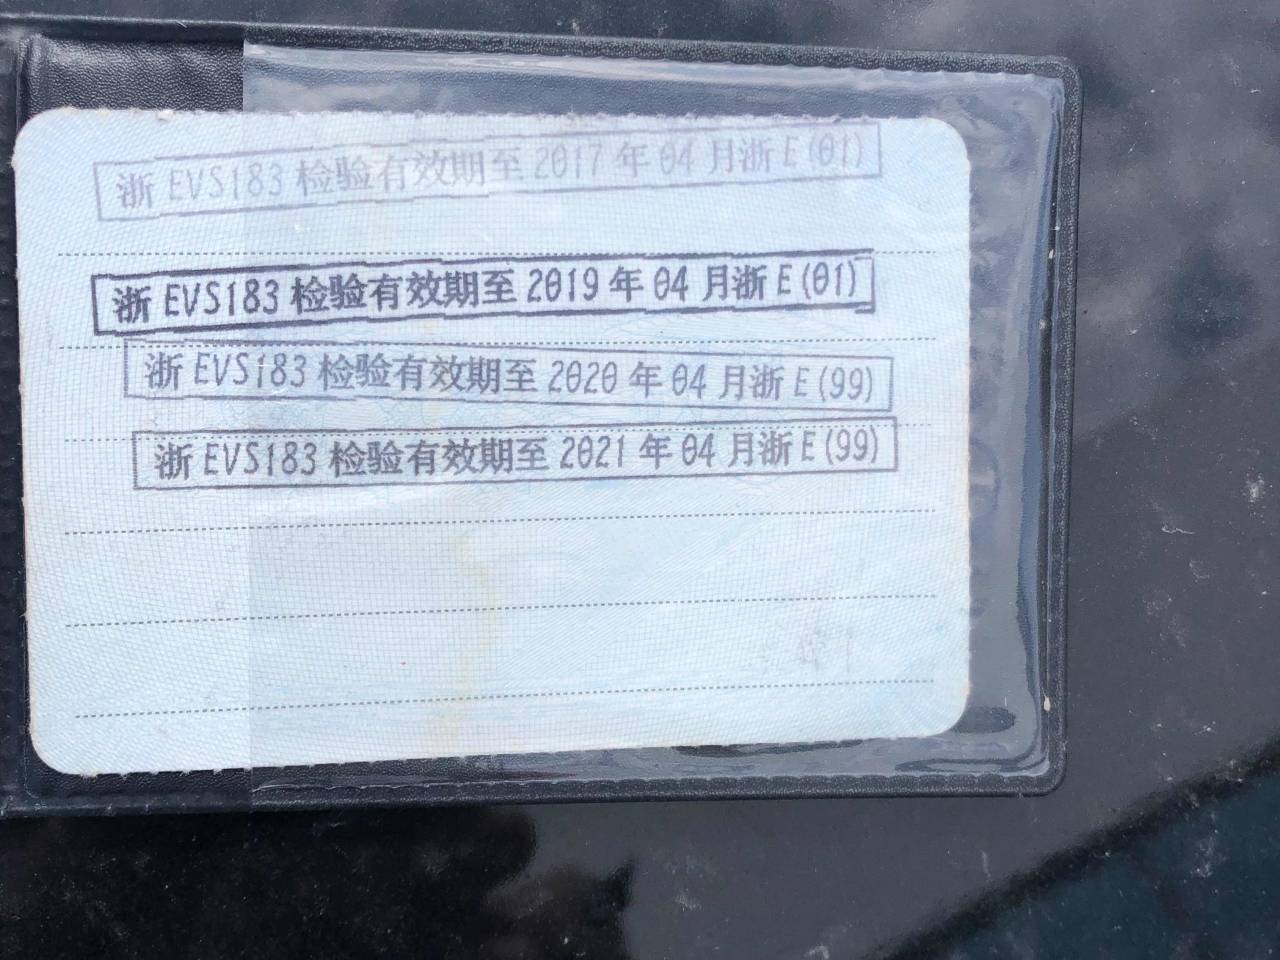 浙 EVS183 检验有效期至 2017 年 04 月浙 E (01)
浙 EVS183 检验有效期至 2019 年 04 月浙 E (01)
浙 EVS183 检验有效期至 2020 年 04 月浙 E (99)
浙 EVS183 检验有效期至 2021 年 04 月浙 E (99)